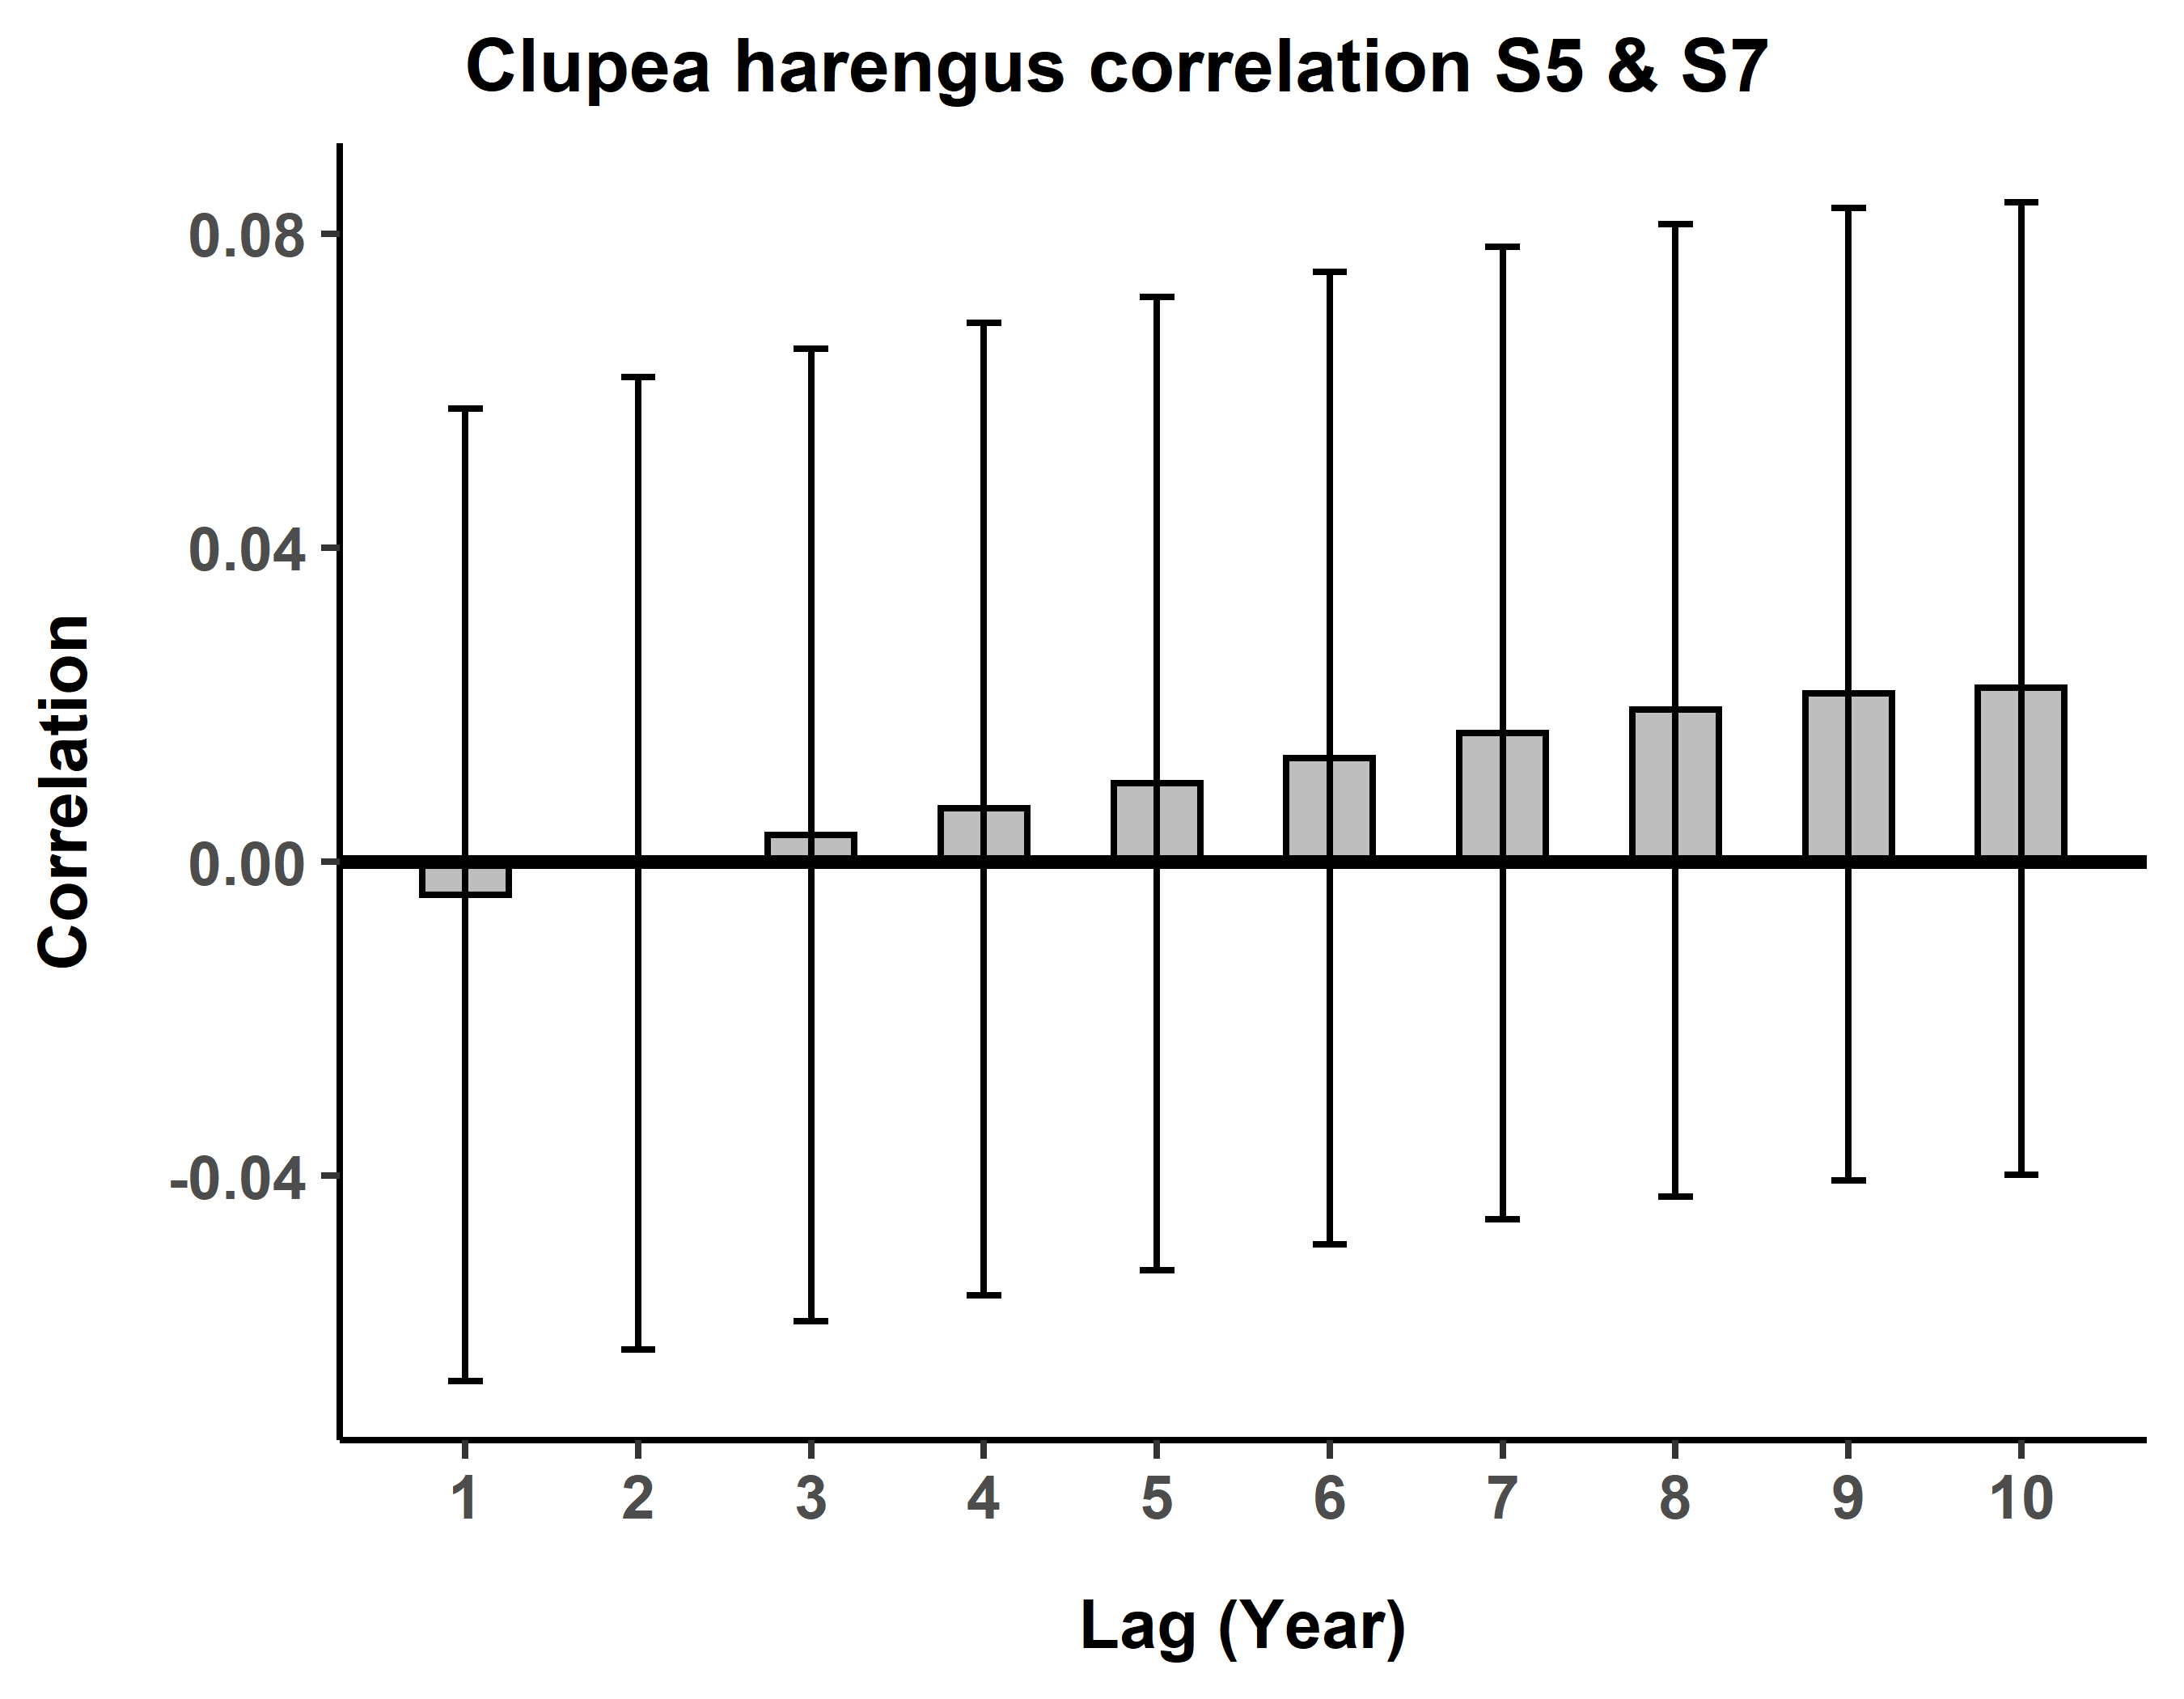 Clupea harengus correlation S5 & S7
0.08
0.04
0.00
-0.04
Correlation
1 2 3 4 5 6 7 8 9 10
Lag (Year)